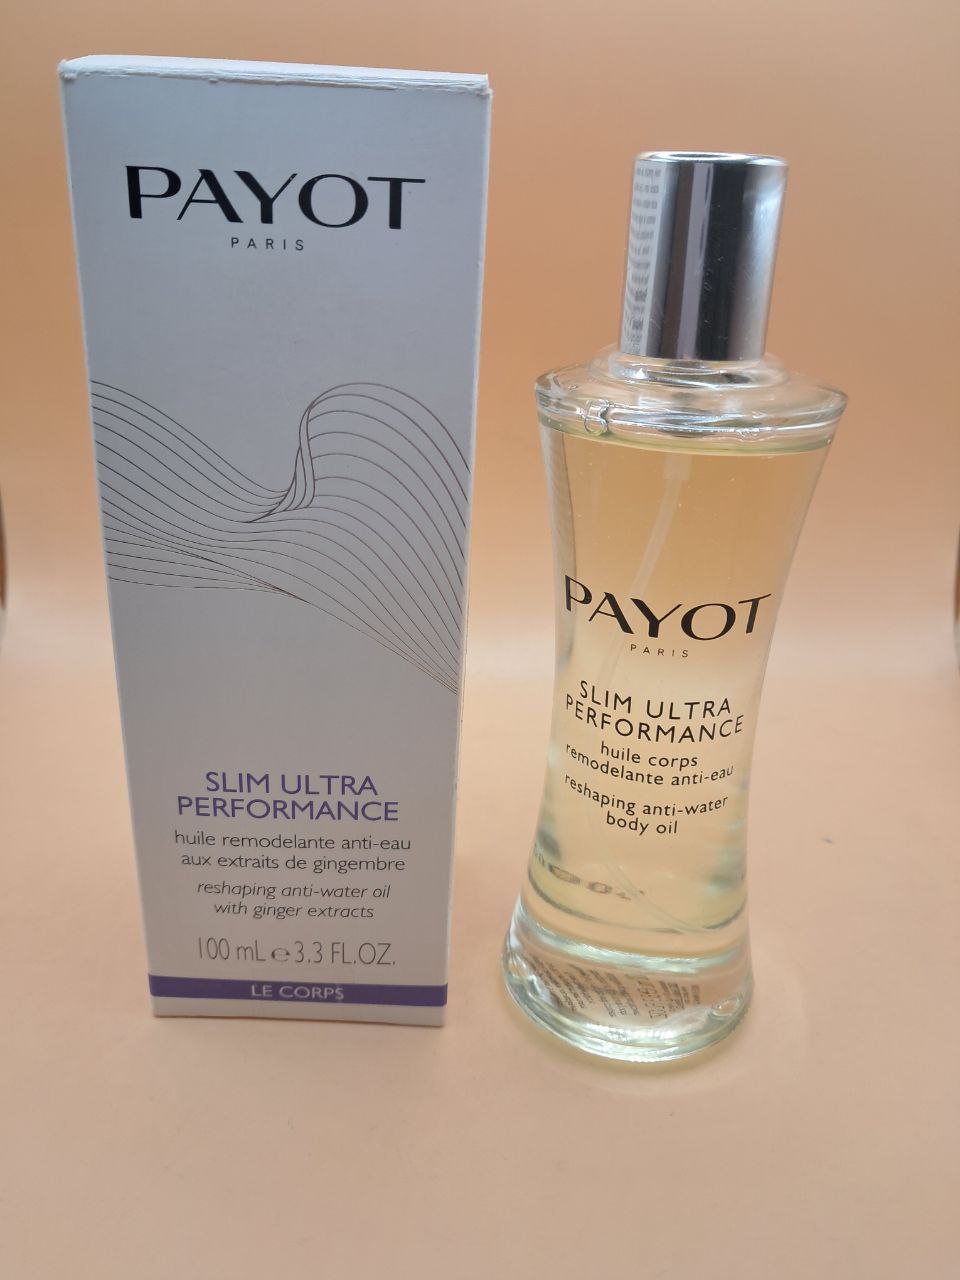 PAYOT
PARIS
SLIM ULTRA
PERFORMANCE
huile remodelante anti-eau
aux extraits de gingembre
reshaping anti-water oil
with ginger extracts
100 mL e 3.3 FL.OZ.
LE CORPS
PAYOT
PARIS
SLIM ULTRA
PERFORMANCE
huile corps
remodelante anti-eau
reshaping anti-water
body oil